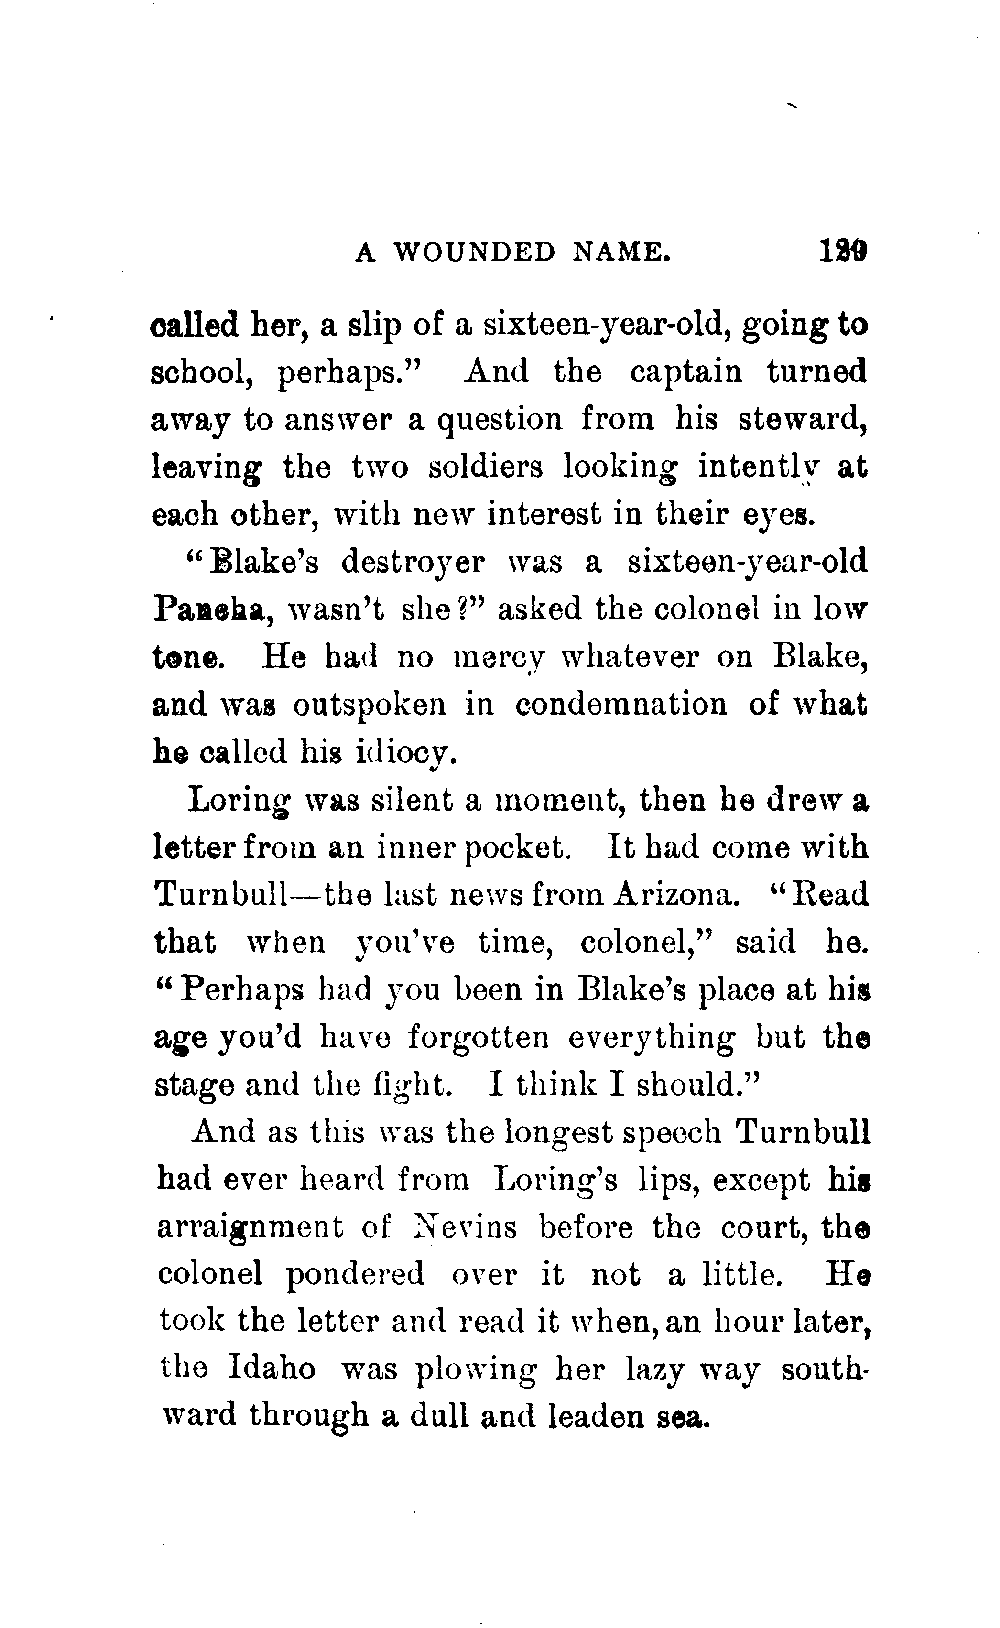 A WOUNDED NAME. 129
called her, a slip of a sixteen-year-old, going to
school, perhaps." And the captain turned
away to answer a question from his steward,
leaving the two soldiers looking intently at
each other, with new interest in their eyes.
"Blake's destroyer was a sixteen-year-old
Pancha, wasn't she?" asked the colonel in low
tone. He had no mercy whatever on Blake,
and was outspoken in condemnation of what
he called his idiocy.
Loring was silent a moment, then he drew a
letter from an inner pocket. It had come with
Turnbull—the last news from Arizona. "Read
that when you've time, colonel," said he.
"Perhaps had you been in Blake's place at his
age you'd have forgotten everything but the
stage and the fight. I think I should."
And as this was the longest speech Turnbull
had ever heard from Loring's lips, except his
arraignment of Nevins before the court, the
colonel pondered over it not a little. He
took the letter and read it when, an hour later,
the Idaho was plowing her lazy way south-
ward through a dull and leaden sea.